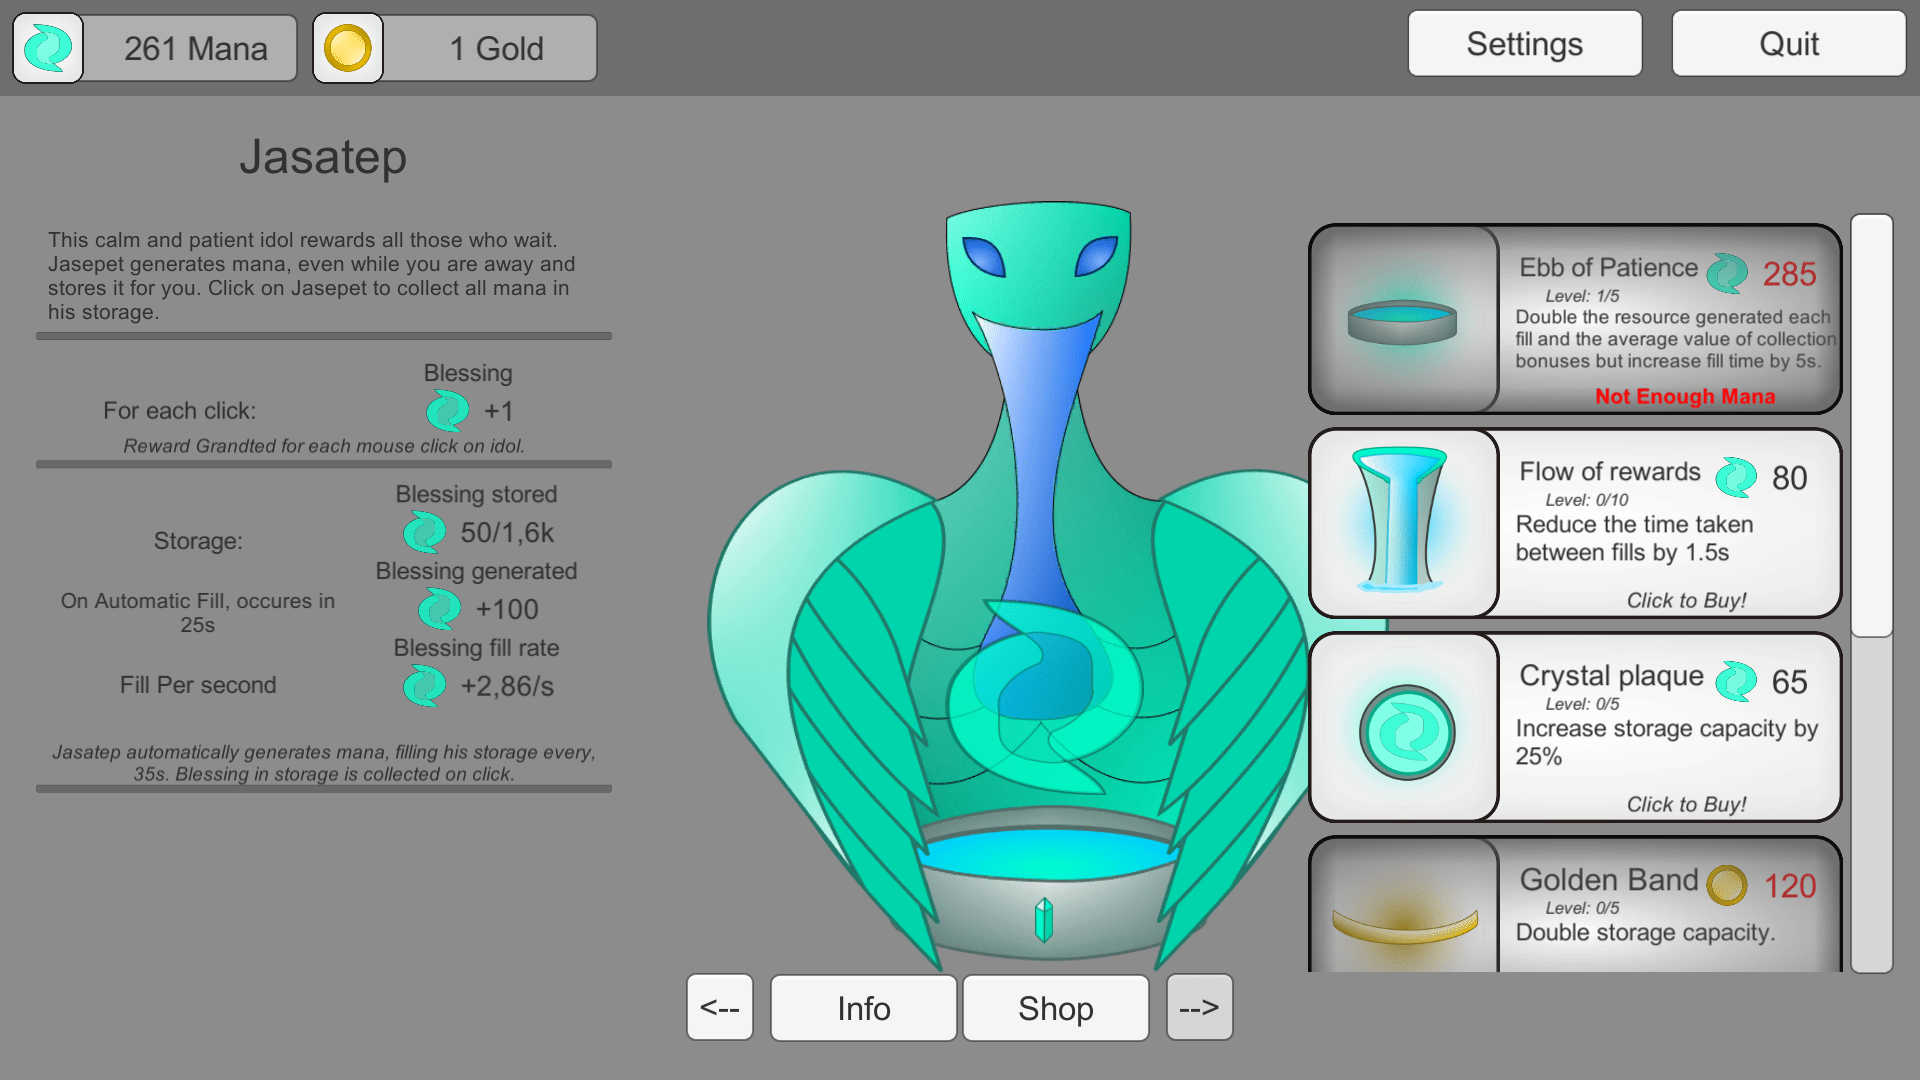 261 Mana
1 Gold
Settings
Quit
Jasatep
This calm and patient idol rewards all those who wait.
Jasepet generates mana, even while you are away and
stores it for you. Click on Jasepet to collect all mana in
his storage.
Blessing
For each click:
+1
Reward Grandted for each mouse click on idol.
Blessing stored
Storage:
50/1,6k
Blessing generated
On Automatic Fill, occures in
25s
+100
Blessing fill rate
Fill Per second
+2,86/s
Jasatep automatically generates mana, filling his storage every,
35s. Blessing in storage is collected on click.
Ebb of Patience
285
Level: 1/5
Double the resource generated each
fill and the average value of collection
bonuses but increase fill time by 5s.
Not Enough Mana
Flow of rewards
80
Level: 0/10
Reduce the time taken
between fills by 1.5s
Click to Buy!
Crystal plaque
65
Level: 0/5
Increase storage capacity by
25%
Click to Buy!
Golden Band
120
Level: 0/5
Double storage capacity.
<--
Info
Shop
-->